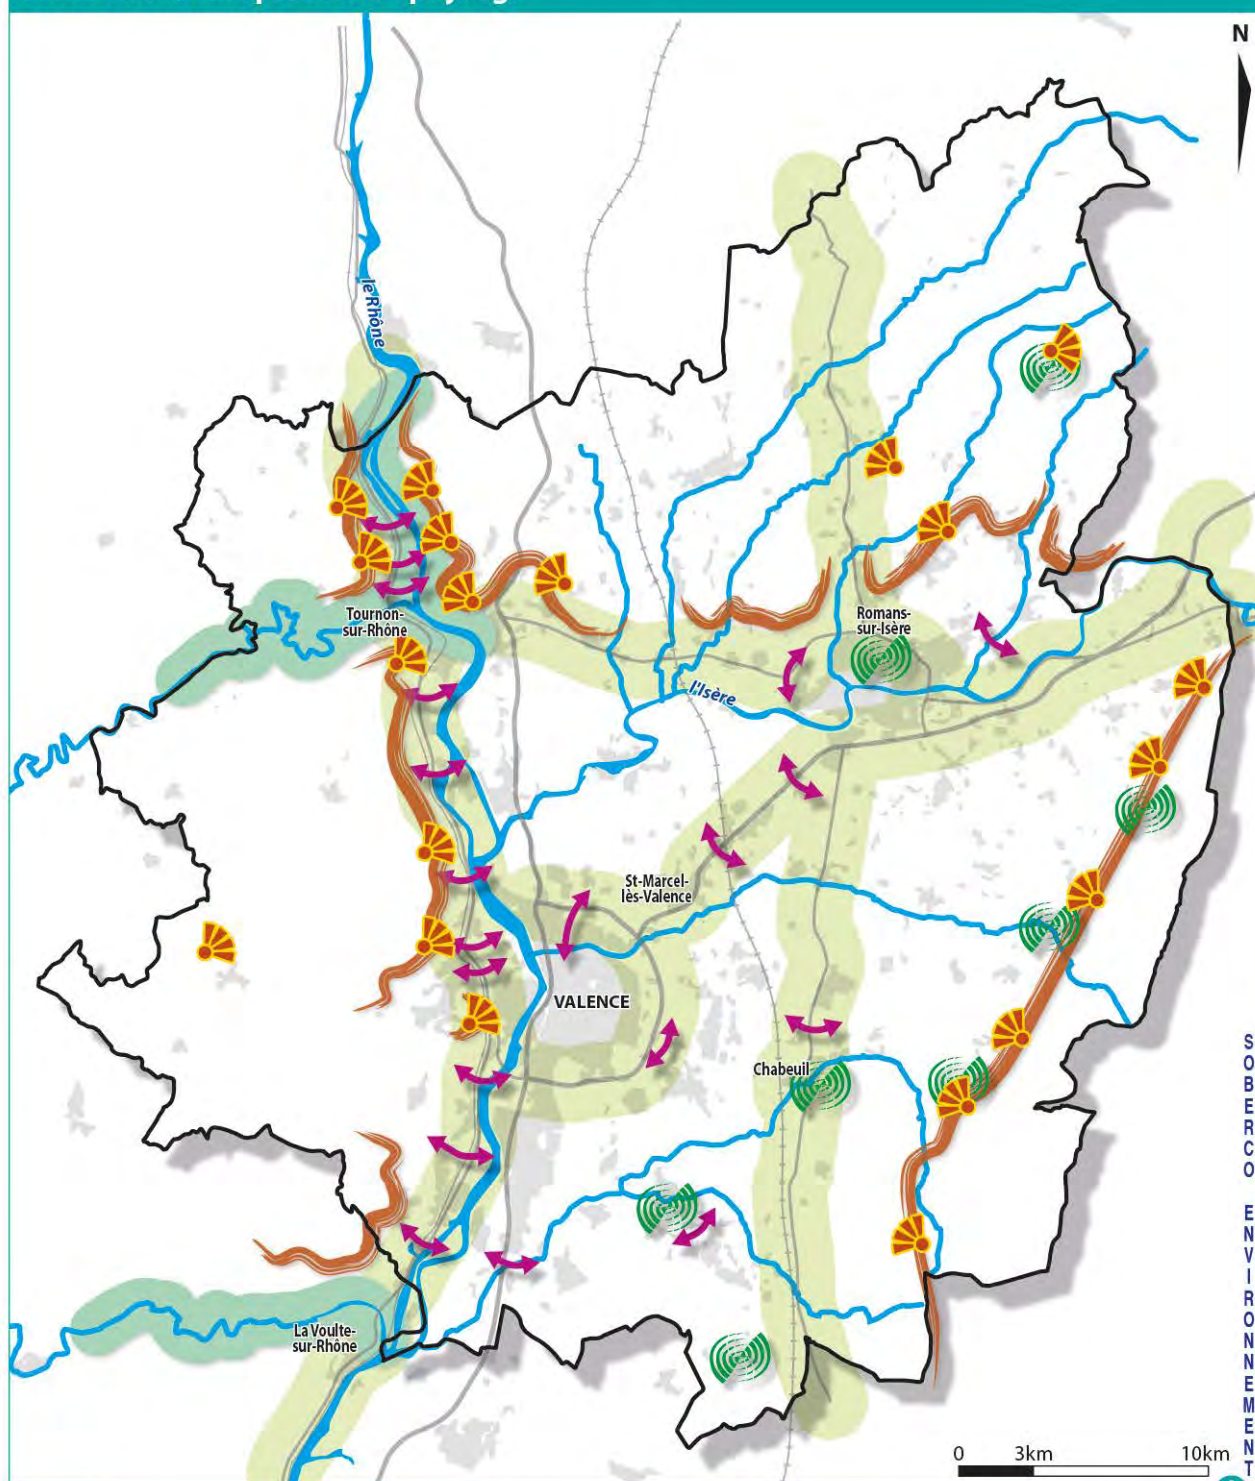 N
le Rhône
Tournon-
sur-Rhône
Romans-
sur-Isère
l'Isère
St-Marcel-
lès-Valence
VALENCE
Chabeuil
La Voulte-
sur-Rhône
SOBERCO ENVIRONNEMENT
0 3km 10km